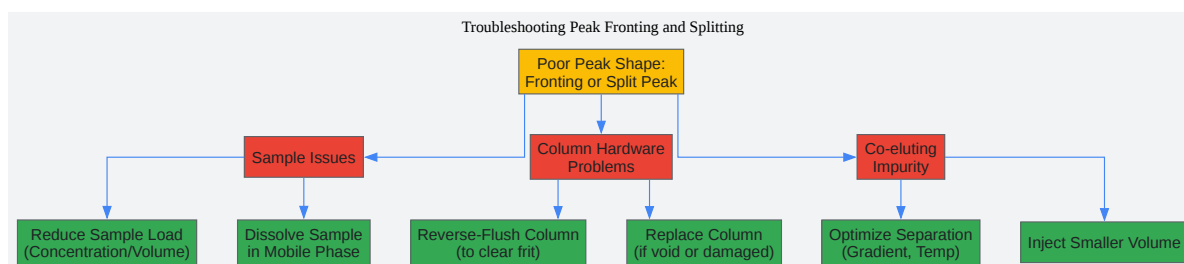 Troubleshooting Peak Fronting and Splitting
Poor Peak Shape:
Fronting or Split Peak
Sample Issues
Column Hardware
Problems
Co-eluting
Impurity
Reduce Sample Load
(Concentration/Volume)
Dissolve Sample
in Mobile Phase
Reverse-Flush Column
(to clear frit)
Replace Column
(if void or damaged)
Optimize Separation
(Gradient, Temp)
Inject Smaller Volume